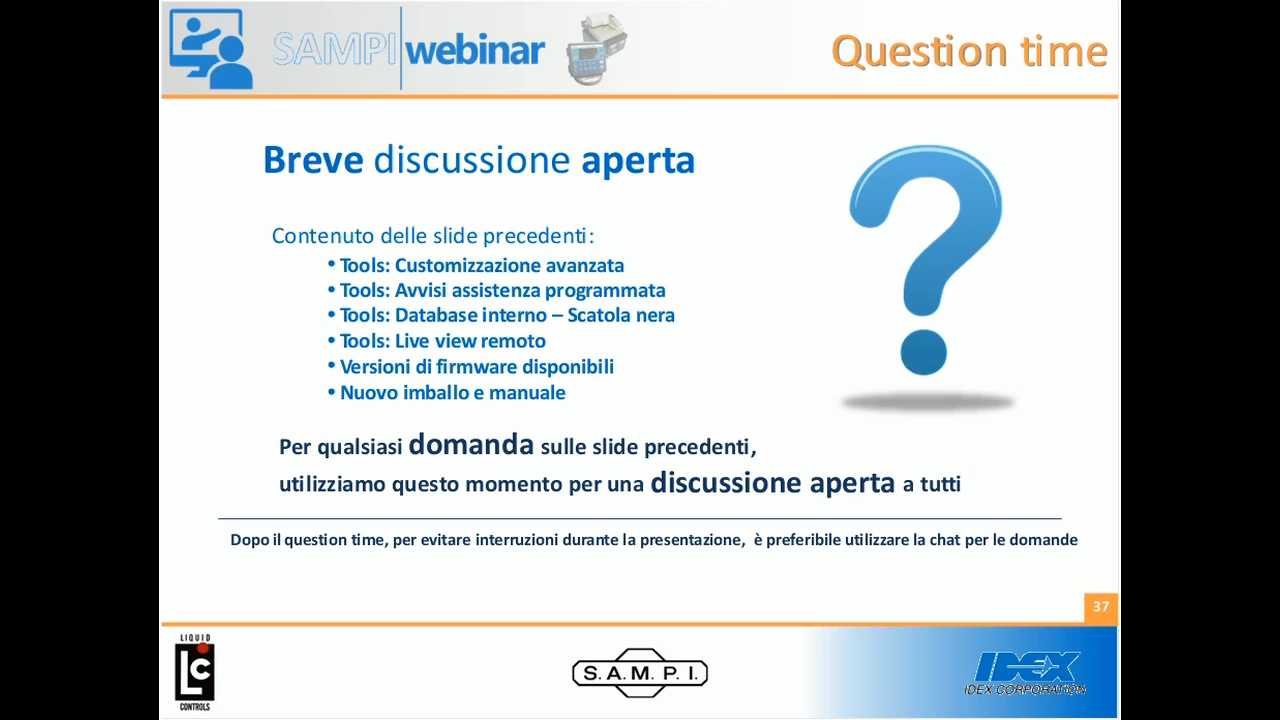 SAMPI webinar
Question time
Breve discussione aperta
Contenuto delle slide precedenti:
• Tools: Customizzazione avanzata
• Tools: Avvisi assistenza programmata
• Tools: Database interno – Scatola nera
• Tools: Live view remoto
• Versioni di firmware disponibili
• Nuovo imballo e manuale
Per qualsiasi domanda sulle slide precedenti,
utilizziamo questo momento per una discussione aperta a tutti
Dopo il question time, per evitare interruzioni durante la presentazione, è preferibile utilizzare la chat per le domande
37
LIQUID
LC
CONTROLS
S.A.M.P.I.
IDEX
IDEX CORPORATION